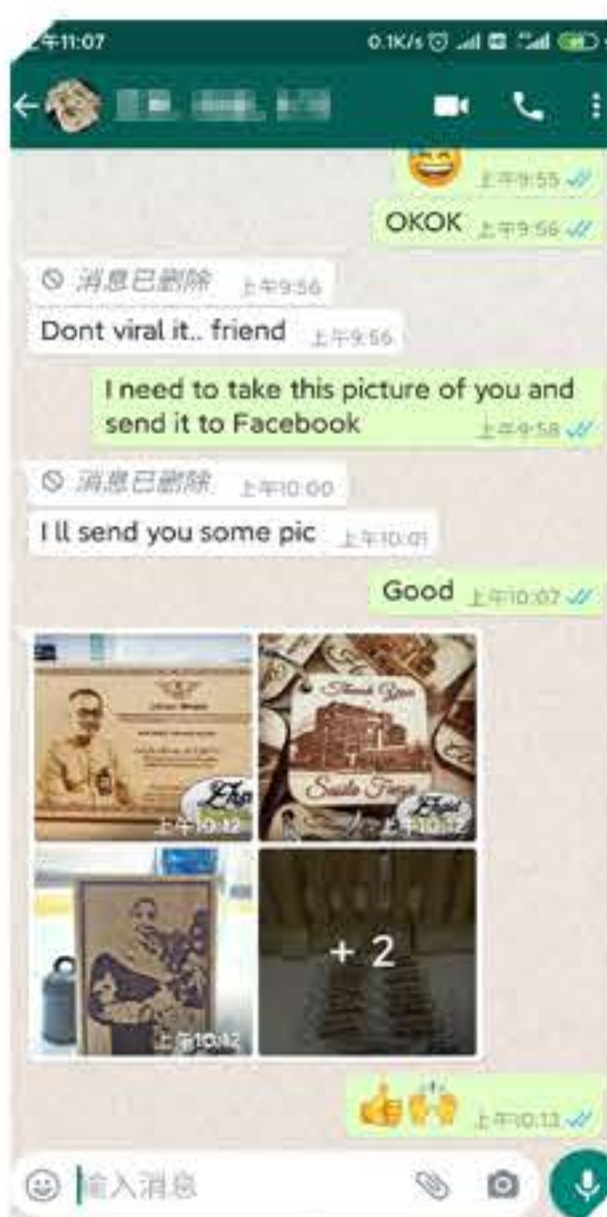 上午11:07
0.1K/s
上午9:55
OKOK 上午9:56
消息已删除 上午9:56
Dont viral it.. friend 上午9:56
I need to take this picture of you and
send it to Facebook 上午9:58
消息已删除 上午10:00
I ll send you some pic 上午10:01
Good 上午10:07
Thank You
上午10:12
上午10:12
+ 2
上午10:12
上午10:13
输入消息